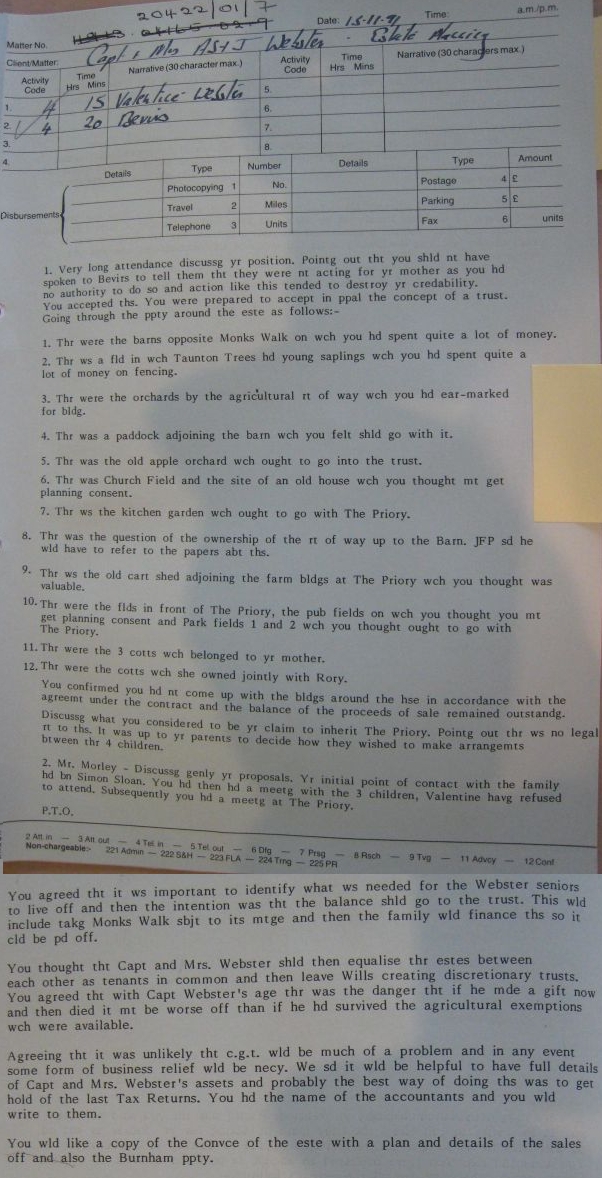 20422/01/7
Date: 15-11-91 Time: a.m./p.m.
Matter No.
Client/Matter: Capt & Mrs AS+J Webster - Estate Planning
Activity Code Time Hrs Mins Narrative (30 character max.) Activity Code Time Hrs Mins Narrative (30 characters max.)
1. 4 15 Valentice Webster 5.
2. 4 20 Bevirs 6.
3. 7.
4. 8.
Details Type Number Details Type Amount
Disbursements Photocopying 1 No. Postage 4 £
Travel 2 Miles Parking 5 £
Telephone 3 Units Fax 6 units
1. Very long attendance discussg yr position. Pointg out tht you shld nt have
spoken to Bevirs to tell them tht they were nt acting for yr mother as you hd
no authority to do so and action like this tended to destroy yr credability.
You accepted ths. You were prepared to accept in ppal the concept of a trust.
Going through the ppty around the este as follows:-
1. Thr were the barns opposite Monks Walk on wch you hd spent quite a lot of money.
2. Thr ws a fld in wch Taunton Trees hd young saplings wch you hd spent quite a
lot of money on fencing.
3. Thr were the orchards by the agricultural rt of way wch you hd ear-marked
for bldg.
4. Thr was a paddock adjoining the barn wch you felt shld go with it.
5. Thr was the old apple orchard wch ought to go into the trust.
6. Thr was Church Field and the site of an old house wch you thought mt get
planning consent.
7. Thr ws the kitchen garden wch ought to go with The Priory.
8. Thr was the question of the ownership of the rt of way up to the Barn. JFP sd he
wld have to refer to the papers abt ths.
9. Thr ws the old cart shed adjoining the farm bldgs at The Priory wch you thought was
valuable.
10. Thr were the flds in front of The Priory, the pub fields on wch you thought you mt
get planning consent and Park fields 1 and 2 wch you thought ought to go with
The Priory.
11. Thr were the 3 cotts wch belonged to yr mother.
12. Thr were the cotts wch she owned jointly with Rory.
You confirmed you hd nt come up with the bldgs around the hse in accordance with the
agreemt under the contract and the balance of the proceeds of sale remained outstandg.
Discussg what you considered to be yr claim to inherit The Priory. Pointg out thr ws no legal
rt to ths. It was up to yr parents to decide how they wished to make arrangemts
btween thr 4 children.
2. Mr. Morley - Discussg genly yr proposals. Yr initial point of contact with the family
hd bn Simon Sloan. You hd then hd a meetg with the 3 children, Valentine havg refused
to attend. Subsequently you hd a meetg at The Priory.
P.T.O.
2 Att in — 3 Att out — 4 Tel in — 5 Tel out — 6 Dfg — 7 Prsg — 8 Rsch — 9 Tvg — 11 Advcy — 12 Conf
Non-chargeable:- 221 Admin — 222 S&H — 223 FLA — 224 Trng — 225 PR
You agreed tht it ws important to identify what ws needed for the Webster seniors
to live off and then the intention was tht the balance shld go to the trust. This wld
include takg Monks Walk sbjt to its mtge and then the family wld finance ths so it
cld be pd off.
You thought tht Capt and Mrs. Webster shld then equalise thr estes between
each other as tenants in common and then leave Wills creating discretionary trusts.
You agreed tht with Capt Webster's age thr was the danger tht if he mde a gift now
and then died it mt be worse off than if he hd survived the agricultural exemptions
wch were available.
Agreeing tht it was unlikely tht c.g.t. wld be much of a problem and in any event
some form of business relief wld be necy. We sd it wld be helpful to have full details
of Capt and Mrs. Webster's assets and probably the best way of doing ths was to get
hold of the last Tax Returns. You hd the name of the accountants and you wld
write to them.
You wld like a copy of the Convce of the este with a plan and details of the sales
off and also the Burnham ppty.